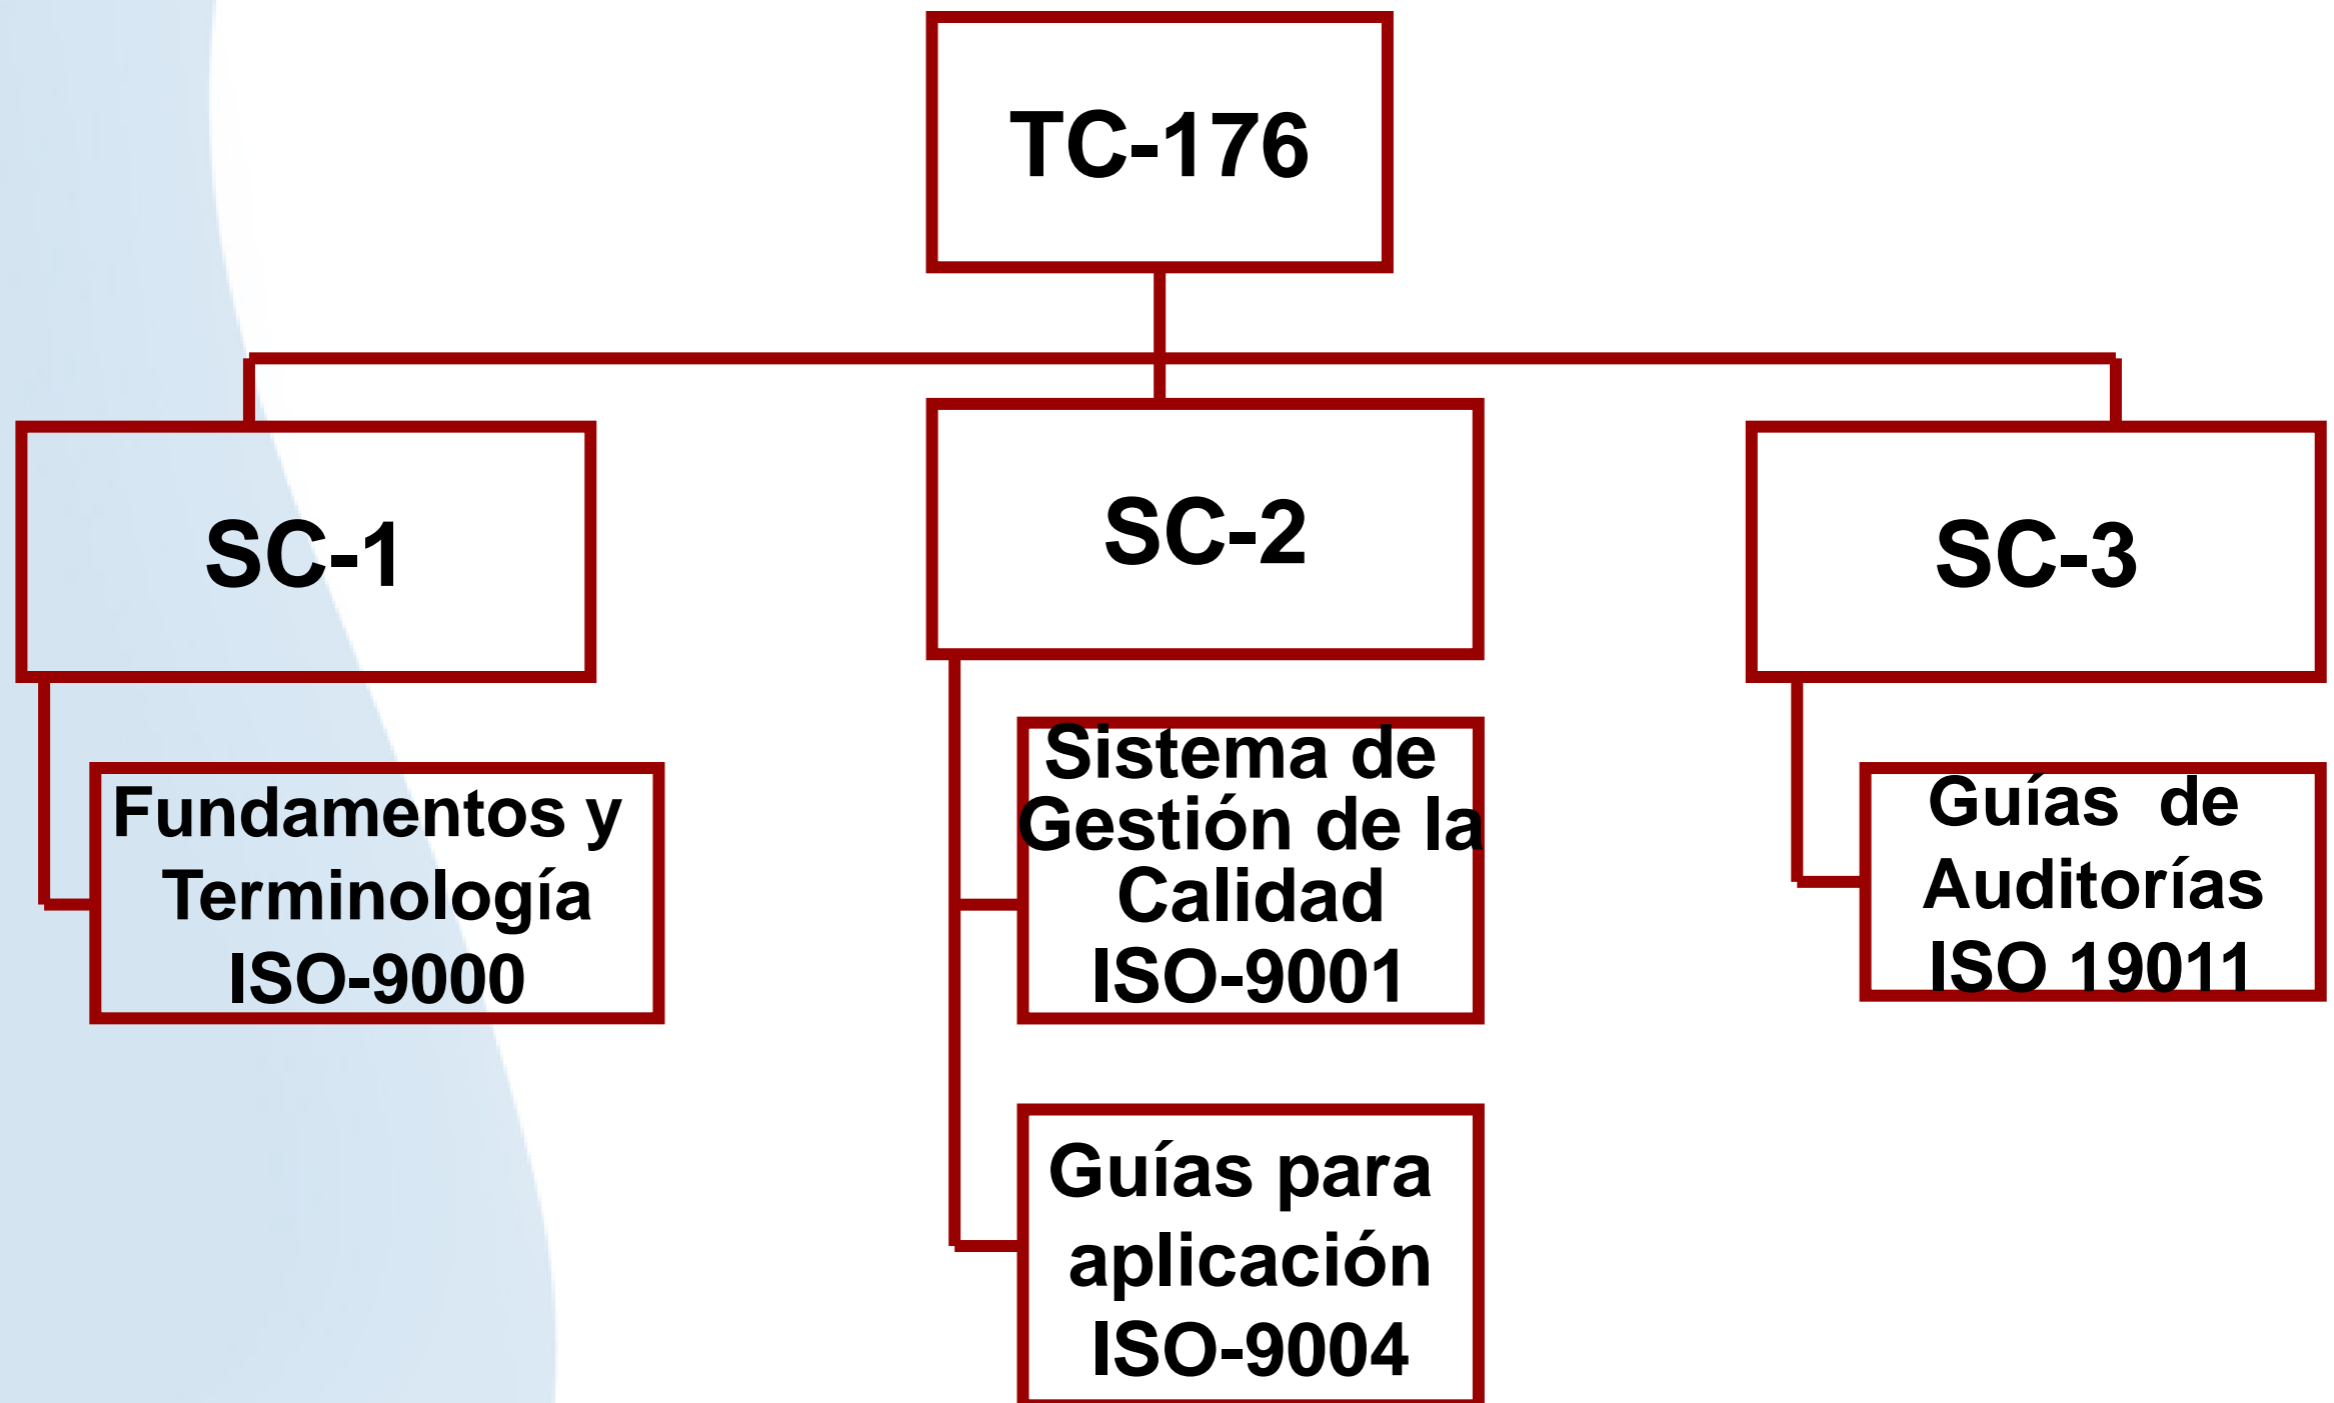 TC-176
SC-1
SC-2
SC-3
Fundamentos y
Terminología
ISO-9000
Sistema de
Gestión de la
Calidad
ISO-9001
Guías para
aplicación
ISO-9004
Guías de
Auditorías
ISO 19011